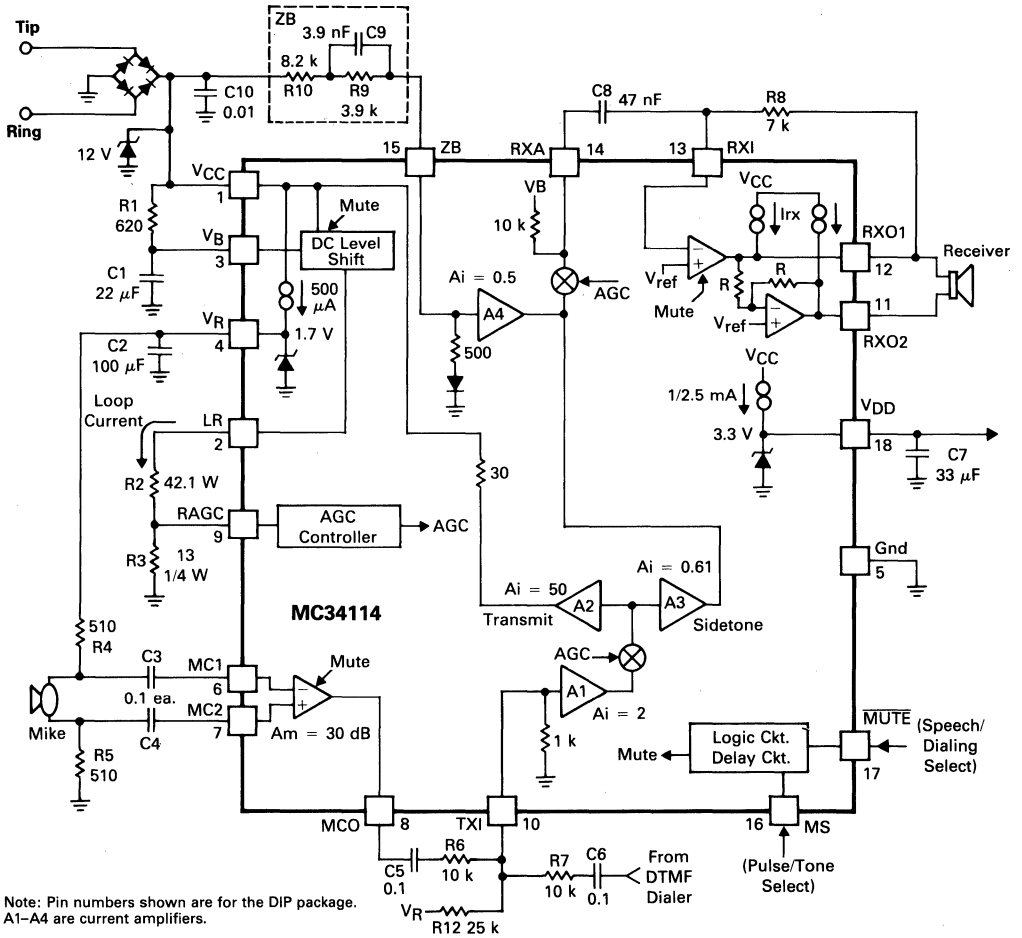 Tip
Ring
12 V
C10
0.01
ZB
3.9 nF
C9
8.2 k
R10
R9
3.9 k
C8
47 nF
R8
7 k
15
ZB
RXA
14
13
RXI
VCC
1
R1
620
VB
3
C1
22 µF
VR
4
C2
100 µF
Mute
DC Level
Shift
500
µA
1.7 V
Ai = 0.5
A4
500
VB
10 k
AGC
VCC
Irx
Vref
Mute
R
R
Vref
RXO1
12
Receiver
11
RXO2
VCC
1/2.5 mA
3.3 V
VDD
18
C7
33 µF
Loop
Current
LR
2
R2
42.1 W
RAGC
9
R3
13
1/4 W
AGC
Controller
AGC
30
Gnd
5
MC34114
Ai = 50
A2
Transmit
Ai = 0.61
A3
Sidetone
AGC
A1
Ai = 2
1 k
510
R4
C3
0.1 ea.
MC1
6
MC2
7
C4
Mike
R5
510
Mute
Am = 30 dB
Mute
Logic Ckt.
Delay Ckt.
MUTE
17
(Speech/
Dialing
Select)
MCO
8
TXI
10
16
MS
(Pulse/Tone
Select)
C5
0.1
R6
10 k
R7
10 k
C6
0.1
From
DTMF
Dialer
VR
R12 25 k
Note: Pin numbers shown are for the DIP package.
A1–A4 are current amplifiers.